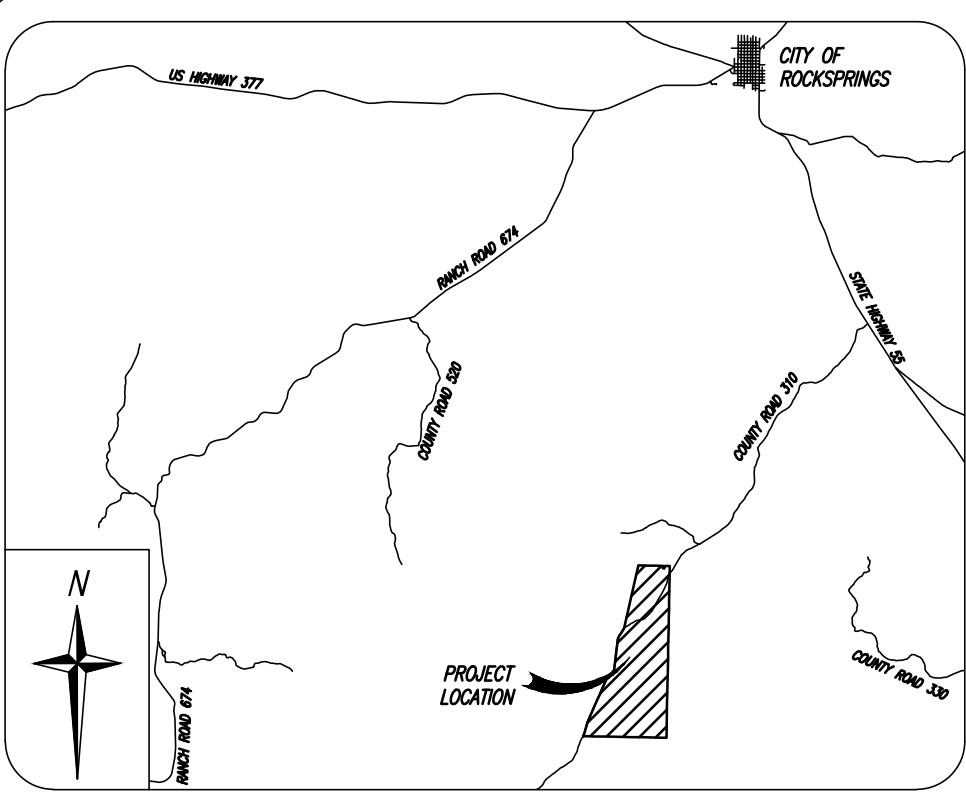 CITY OF
ROCKSPRINGS
US HIGHWAY 377
RANCH ROAD 674
STATE HIGHWAY 55
COUNTY ROAD 520
COUNTY ROAD 310
N
PROJECT
LOCATION
COUNTY ROAD 330
RANCH ROAD 674